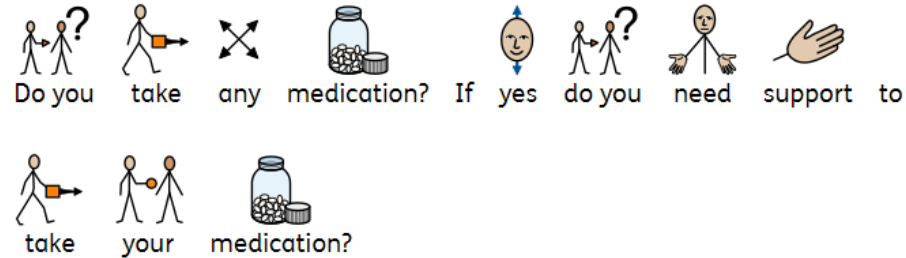 Do you take any medication? If yes do you need support to
take your medication?